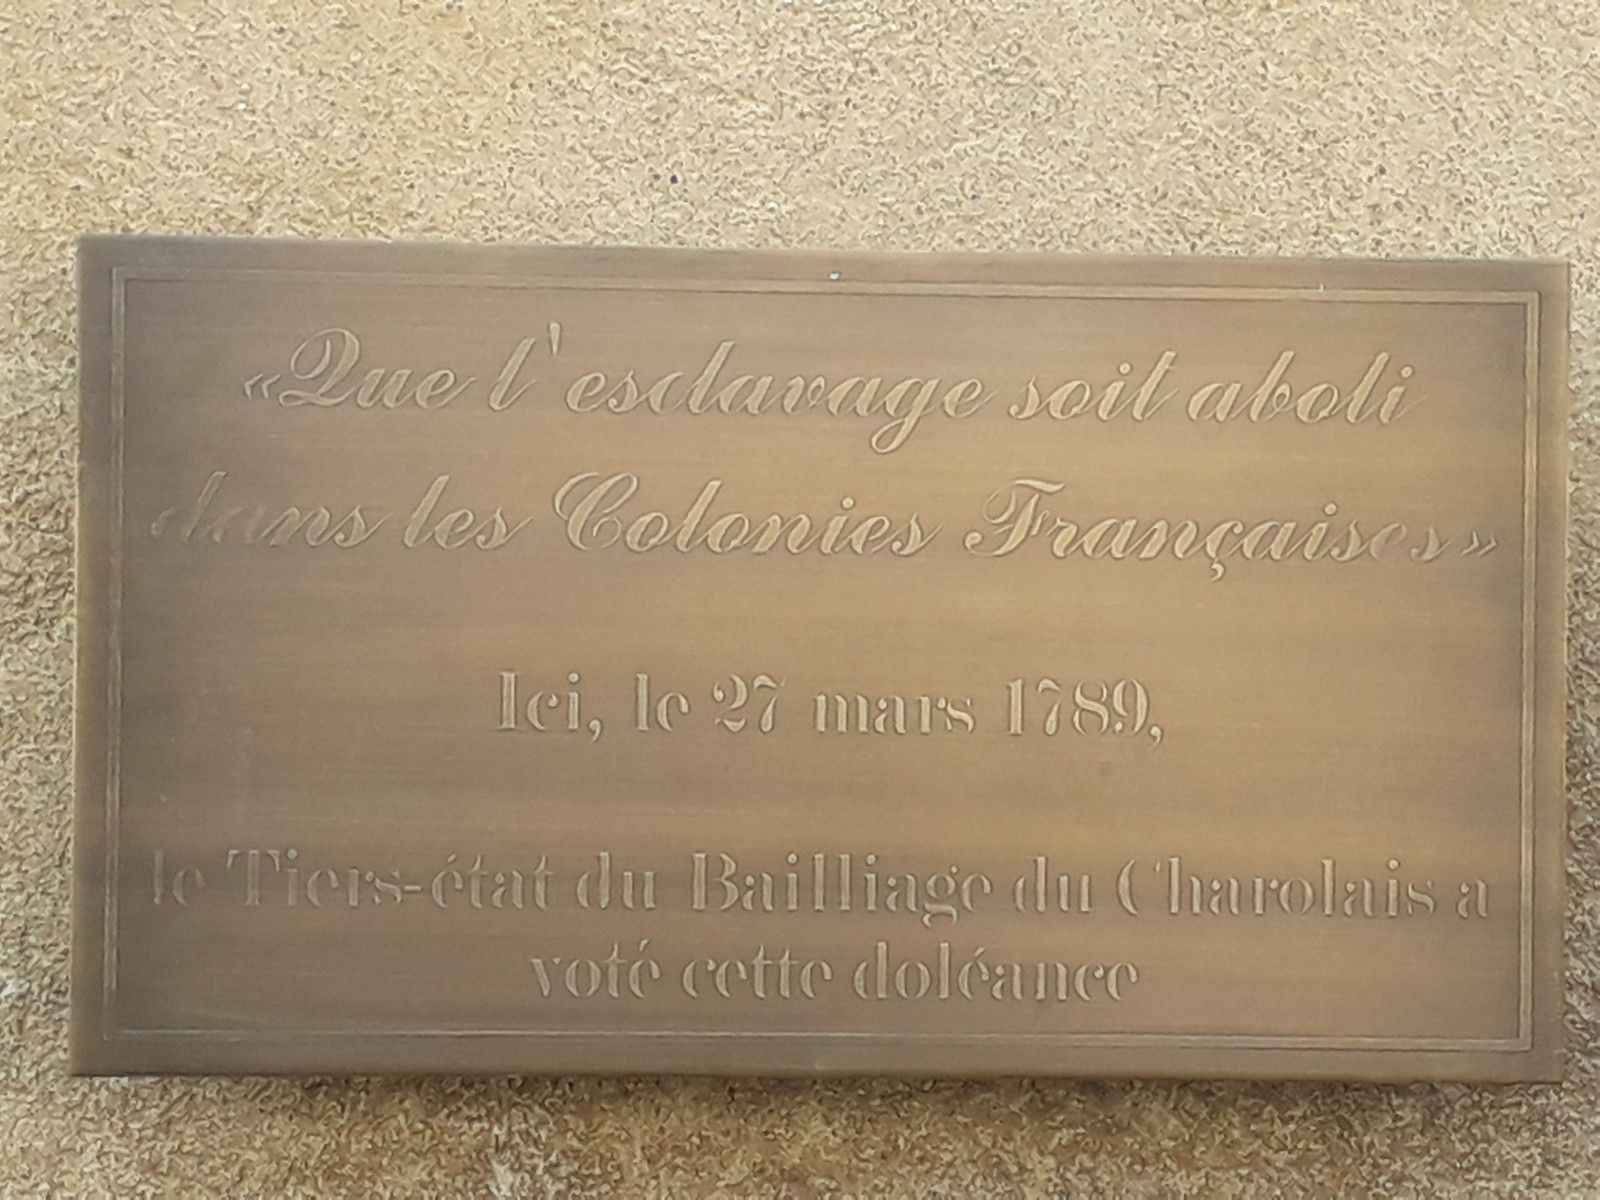 «Que l'esclavage soit aboli
dans les Colonies Françaises»
Ici, le 27 mars 1789,
le Tiers-état du Bailliage du Charolais a
voté cette doléance